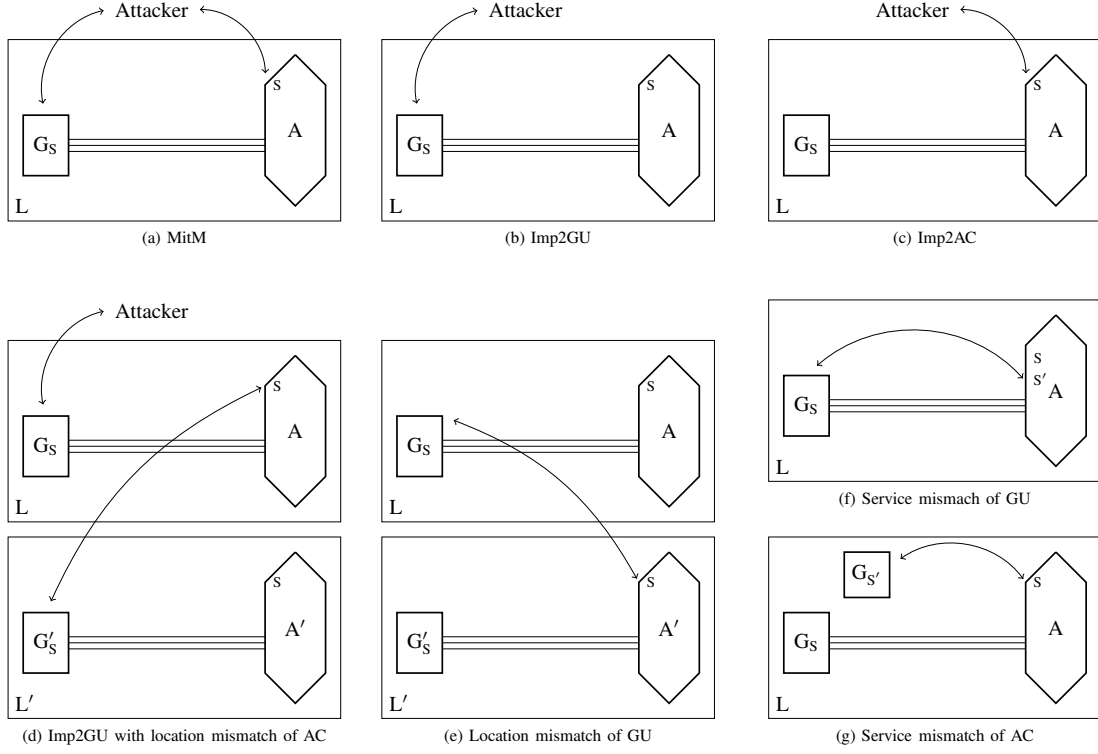 Attacker
G_S
S
A
L
(a) MitM
Attacker
G_S
S
A
L
(b) Imp2GU
Attacker
G_S
S
A
L
(c) Imp2AC
Attacker
G_S
S
A
L
G′_S
S
A′
L′
(d) Imp2GU with location mismatch of AC
G_S
S
A
L
G′_S
S
A′
L′
(e) Location mismatch of GU
G_S
S
S′
A
L
(f) Service mismach of GU
G_S′
S
G_S
A
L
(g) Service mismatch of AC